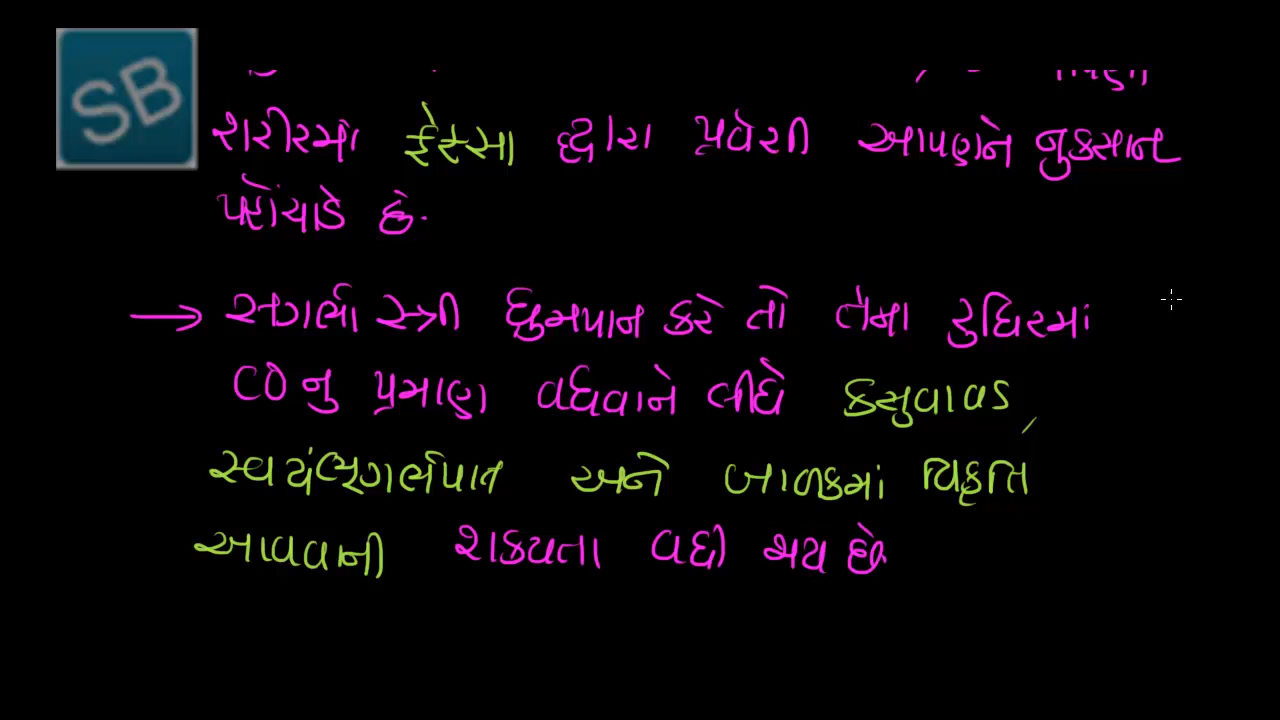 SB
શરીરમાં ફેફસા દ્વારા પ્રવેશી આપણને નુકસાન
પહોંચાડે છે.
→ સગર્ભા સ્ત્રી ધુમ્રપાન કરે તો તેના રુધિરમાં
CO નુ પ્રમાણ વધવાને લીધે કસુવાવડ,
સ્વયંભૂગર્ભપાત અને બાળકમાં વિકૃતિ
આવવાની શક્યતા વધી જાય છે.